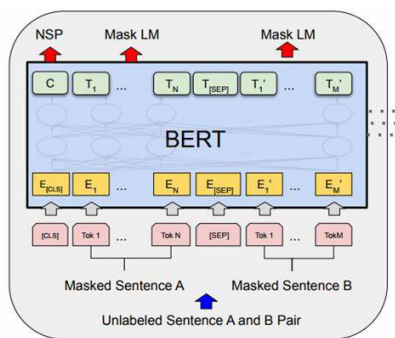 NSP Mask LM Mask LM
C T1 ... TN T[SEP] T1' ... TM'
BERT
E[CLS] E1 ... EN E[SEP] E1' ... EM'
[CLS] Tok 1 ... Tok N [SEP] Tok 1 ... TokM
Masked Sentence A Masked Sentence B
Unlabeled Sentence A and B Pair